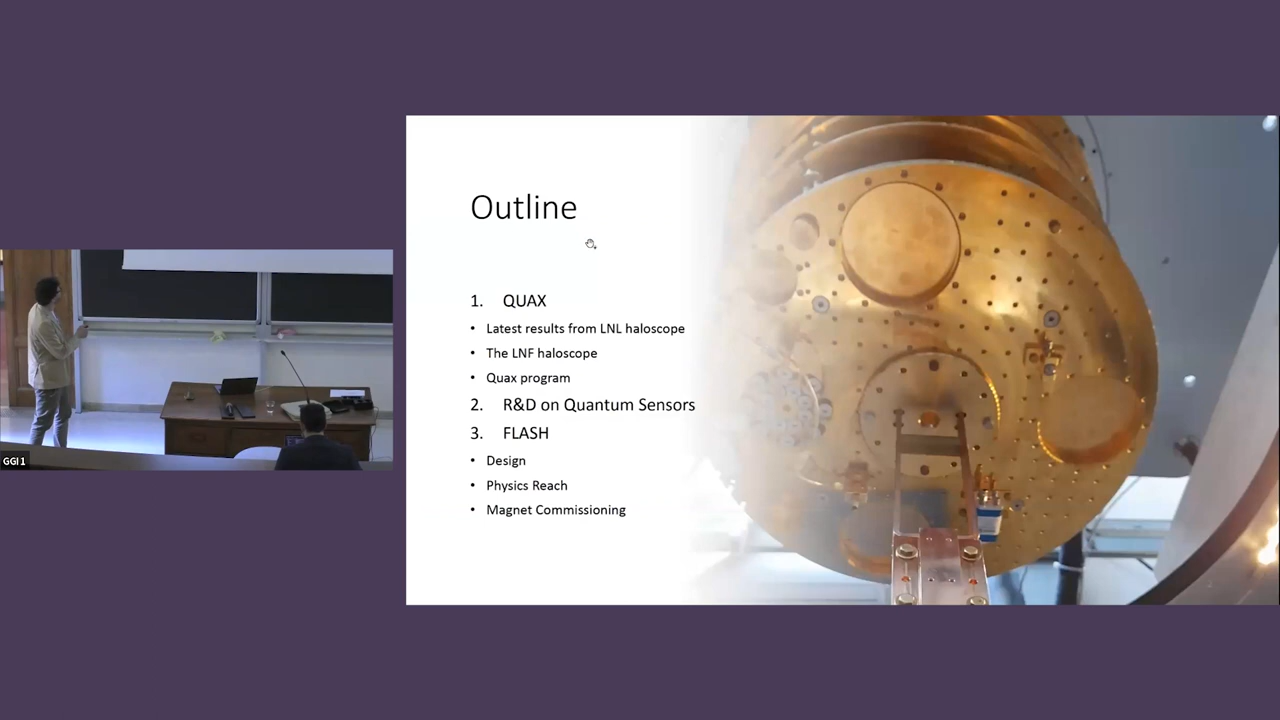 Outline
1. QUAX
• Latest results from LNL haloscope
• The LNF haloscope
• Quax program
2. R&D on Quantum Sensors
3. FLASH
• Design
• Physics Reach
• Magnet Commissioning
GGI 1